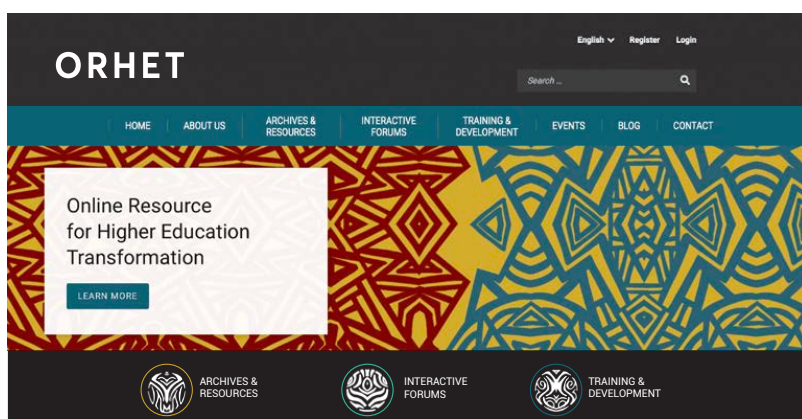 English Register Login
ORHET
Search ...
HOME ABOUT US ARCHIVES & RESOURCES INTERACTIVE FORUMS TRAINING & DEVELOPMENT EVENTS BLOG CONTACT
Online Resource
for Higher Education
Transformation
LEARN MORE
ARCHIVES &
RESOURCES
INTERACTIVE
FORUMS
TRAINING &
DEVELOPMENT